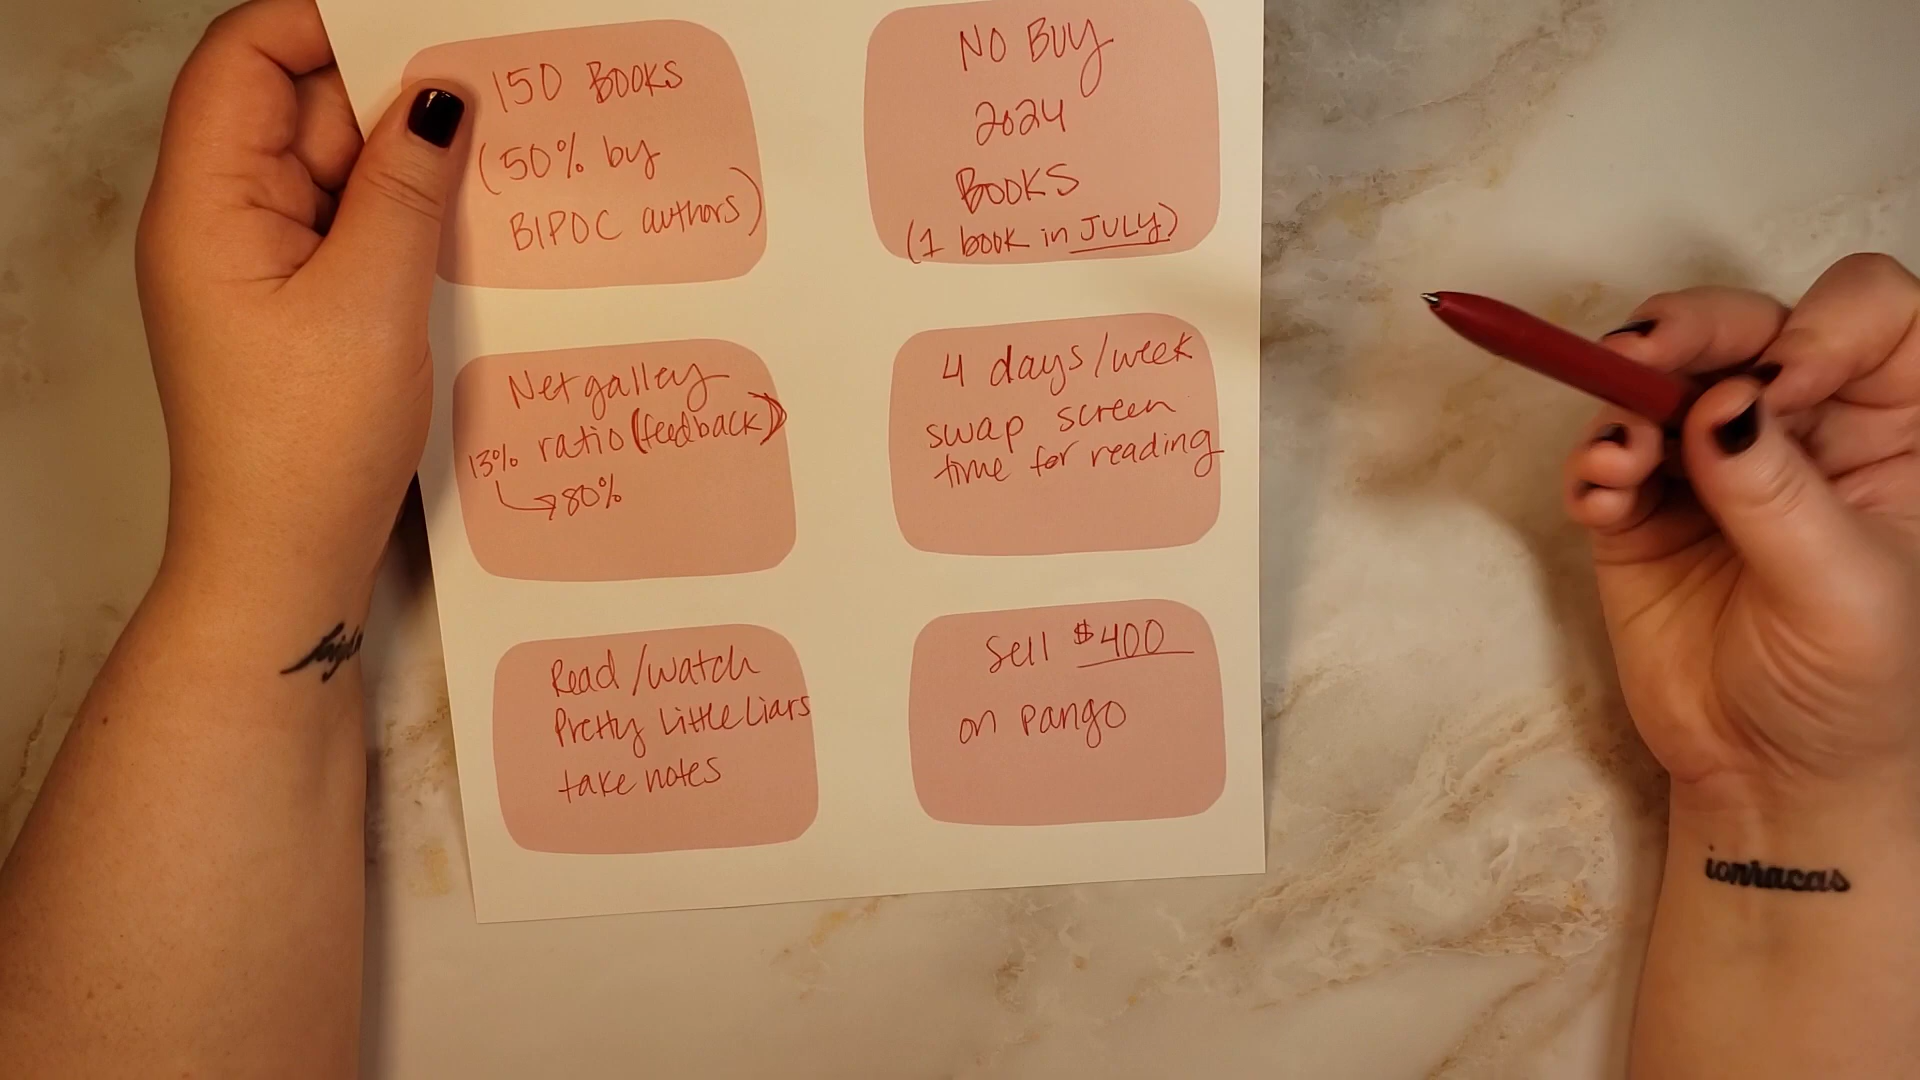 150 BOOKS
(50% by
BIPOC authors)
NO BUY
2024
BOOKS
(1 book in JULY)
Netgalley
13% ratio (feedback)
→80%
4 days/week
swap screen
time for reading
Read/watch
Pretty Little Liars
take notes
Sell $400
on pango
ionracas